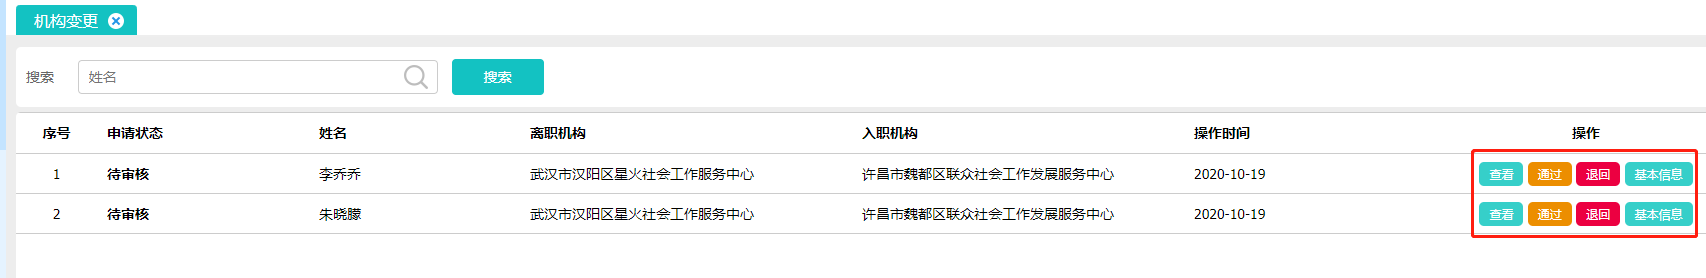 机构变更
搜索 姓名 搜索
序号 申请状态 姓名 离职机构 入职机构 操作时间 操作
1 待审核 李乔乔 武汉市汉阳区星火社会工作服务中心 许昌市魏都区联众社会工作发展服务中心 2020-10-19 查看 通过 退回 基本信息
2 待审核 朱晓朦 武汉市汉阳区星火社会工作服务中心 许昌市魏都区联众社会工作发展服务中心 2020-10-19 查看 通过 退回 基本信息